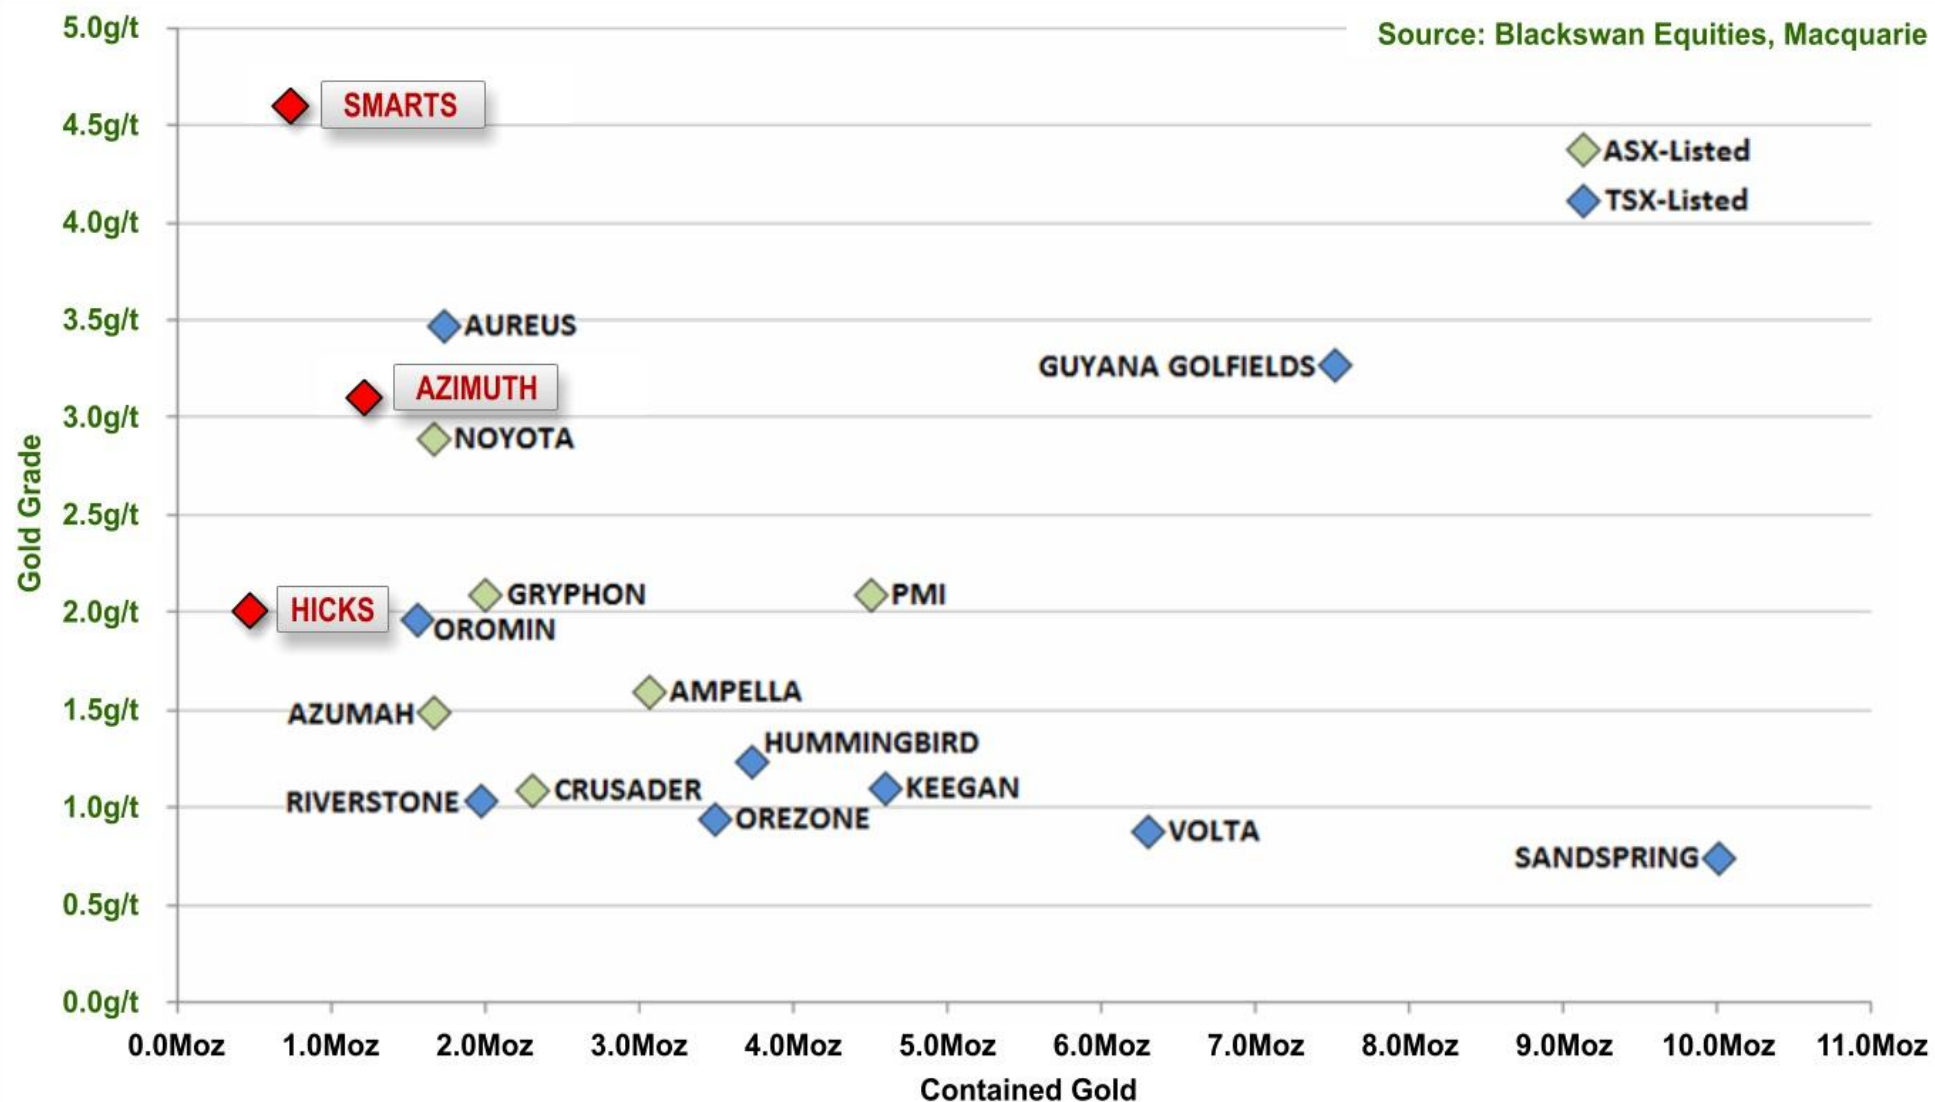 5.0g/t
Source: Blackswan Equities, Macquarie
SMARTS
4.5g/t
ASX-Listed
TSX-Listed
4.0g/t
3.5g/t
AUREUS
GUYANA GOLFIELDS
AZIMUTH
3.0g/t
NOYOTA
Gold Grade
2.5g/t
GRYPHON
PMI
HICKS
2.0g/t
OROMIN
AMPELLA
AZUMAH
1.5g/t
HUMMINGBIRD
CRUSADER
KEEGAN
RIVERSTONE
1.0g/t
OREZONE
VOLTA
SANDSPRING
0.5g/t
0.0g/t
0.0Moz 1.0Moz 2.0Moz 3.0Moz 4.0Moz 5.0Moz 6.0Moz 7.0Moz 8.0Moz 9.0Moz 10.0Moz 11.0Moz
Contained Gold